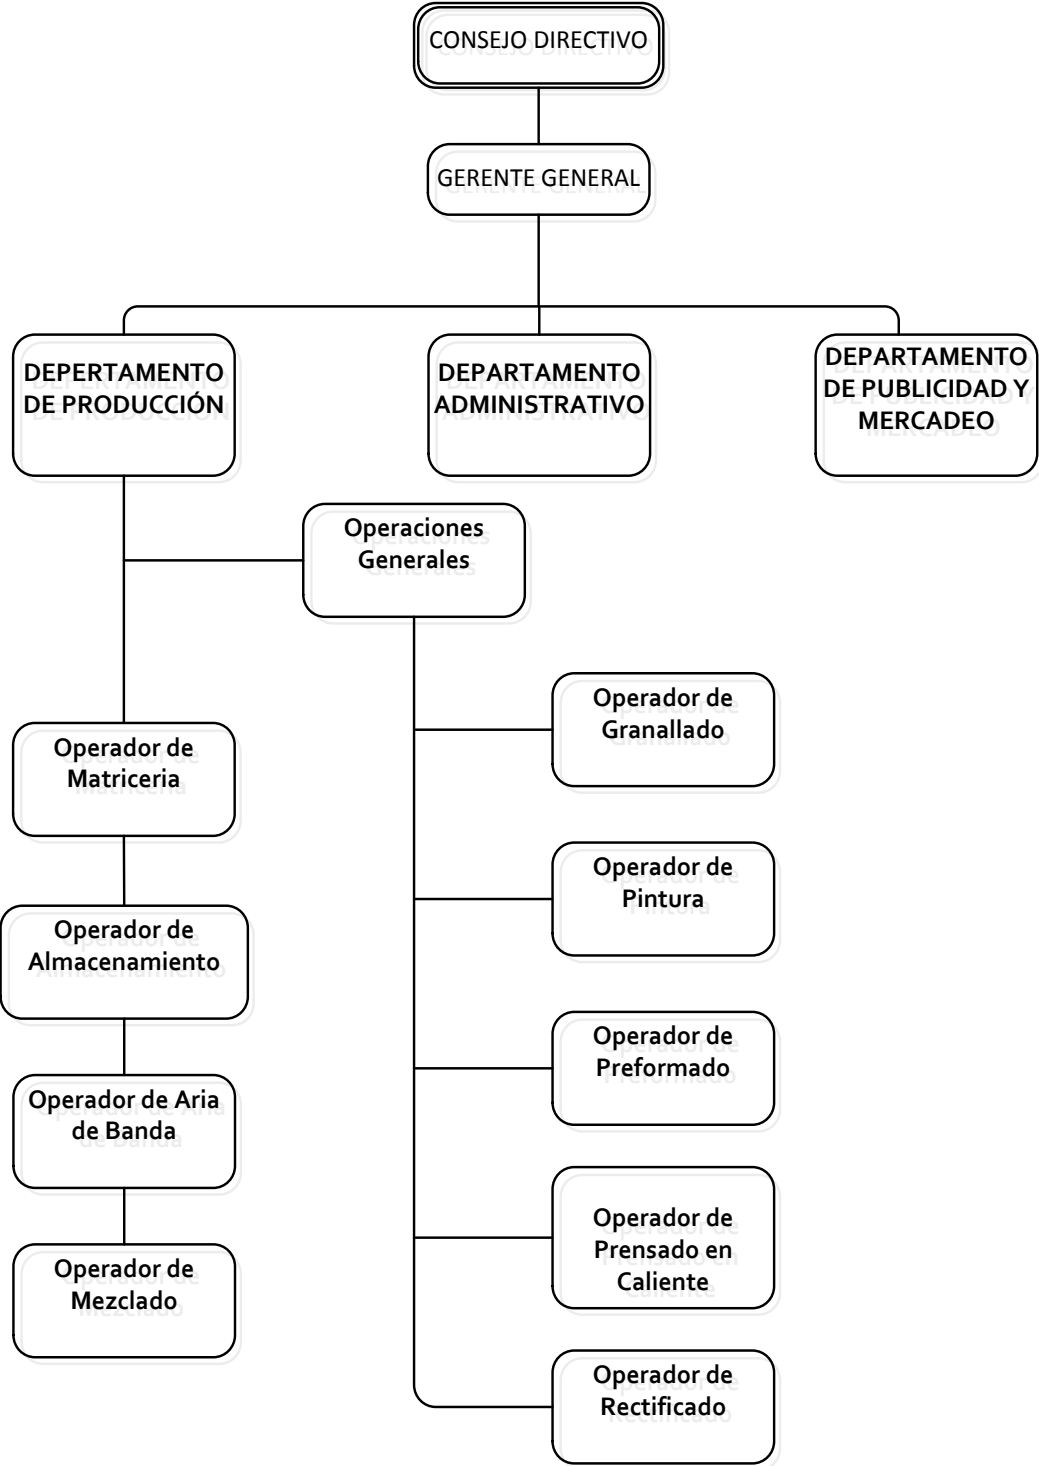 CONSEJO DIRECTIVO
GERENTE GENERAL
DEPERTAMENTO
DE PRODUCCIÓN
DEPARTAMENTO
ADMINISTRATIVO
DEPARTAMENTO
DE PUBLICIDAD Y
MERCADEO
Operaciones
Generales
Operador de
Matriceria
Operador de
Almacenamiento
Operador de Aria
de Banda
Operador de
Mezclado
Operador de
Granallado
Operador de
Pintura
Operador de
Preformado
Operador de
Prensado en
Caliente
Operador de
Rectificado